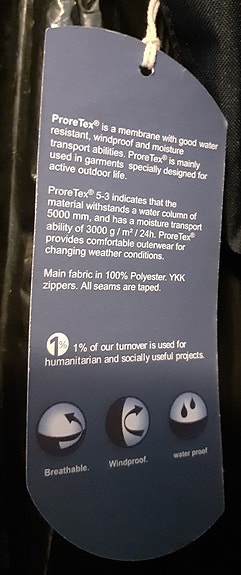 ProreTex® is a membrane with good water
resistant, windproof and moisture
transport abilities. ProreTex® is mainly
used in garments specially designed for
active outdoor life.
ProreTex® 5-3 indicates that the
material withstands a water column of
5000 mm, and has a moisture transport
ability of 3000 g / m² / 24h. ProreTex®
provides comfortable outerwear for
changing weather conditions.
Main fabric in 100% Polyester. YKK
zippers. All seams are taped.
1% 1% of our turnover is used for
humanitarian and socially useful projects.
Breathable. Windproof. water proof